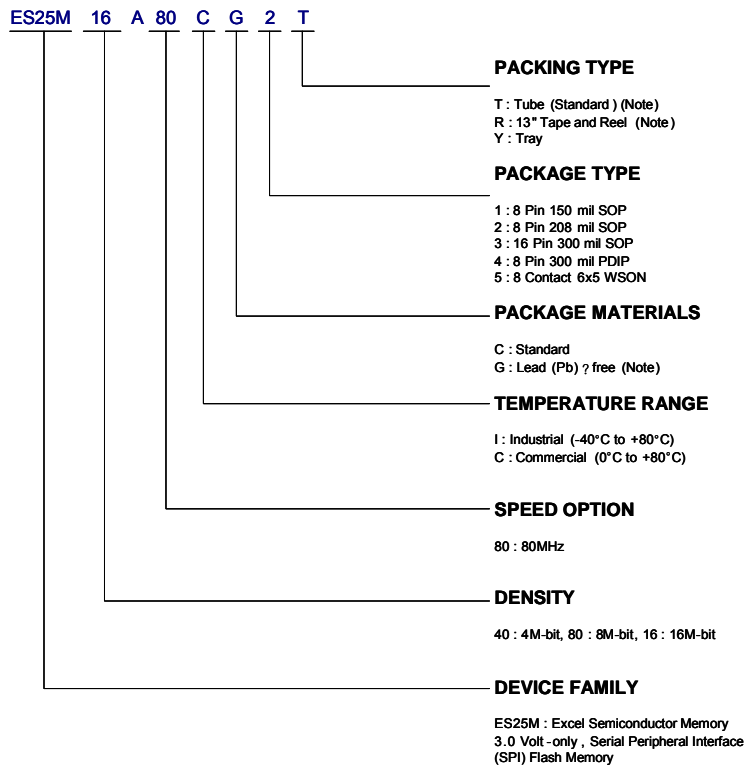 ES25M 16 A 80 C G 2 T
PACKING TYPE
T : Tube (Standard ) (Note)
R : 13" Tape and Reel (Note )
Y : Tray
PACKAGE TYPE
1 : 8 Pin 150 mil SOP
2 : 8 Pin 208 mil SOP
3 : 16 Pin 300 mil SOP
4 : 8 Pin 300 mil PDIP
5 : 8 Contact 6x5 WSON
PACKAGE MATERIALS
C : Standard
G : Lead (Pb) ? free (Note)
TEMPERATURE RANGE
I : Industrial (-40°C to +80°C)
C : Commercial (0°C to +80°C)
SPEED OPTION
80 : 80MHz
DENSITY
40 : 4M-bit, 80 : 8M-bit, 16 : 16M-bit
DEVICE FAMILY
ES25M : Excel Semiconductor Memory
3.0 Volt -only , Serial Peripheral Interface
(SPI) Flash Memory